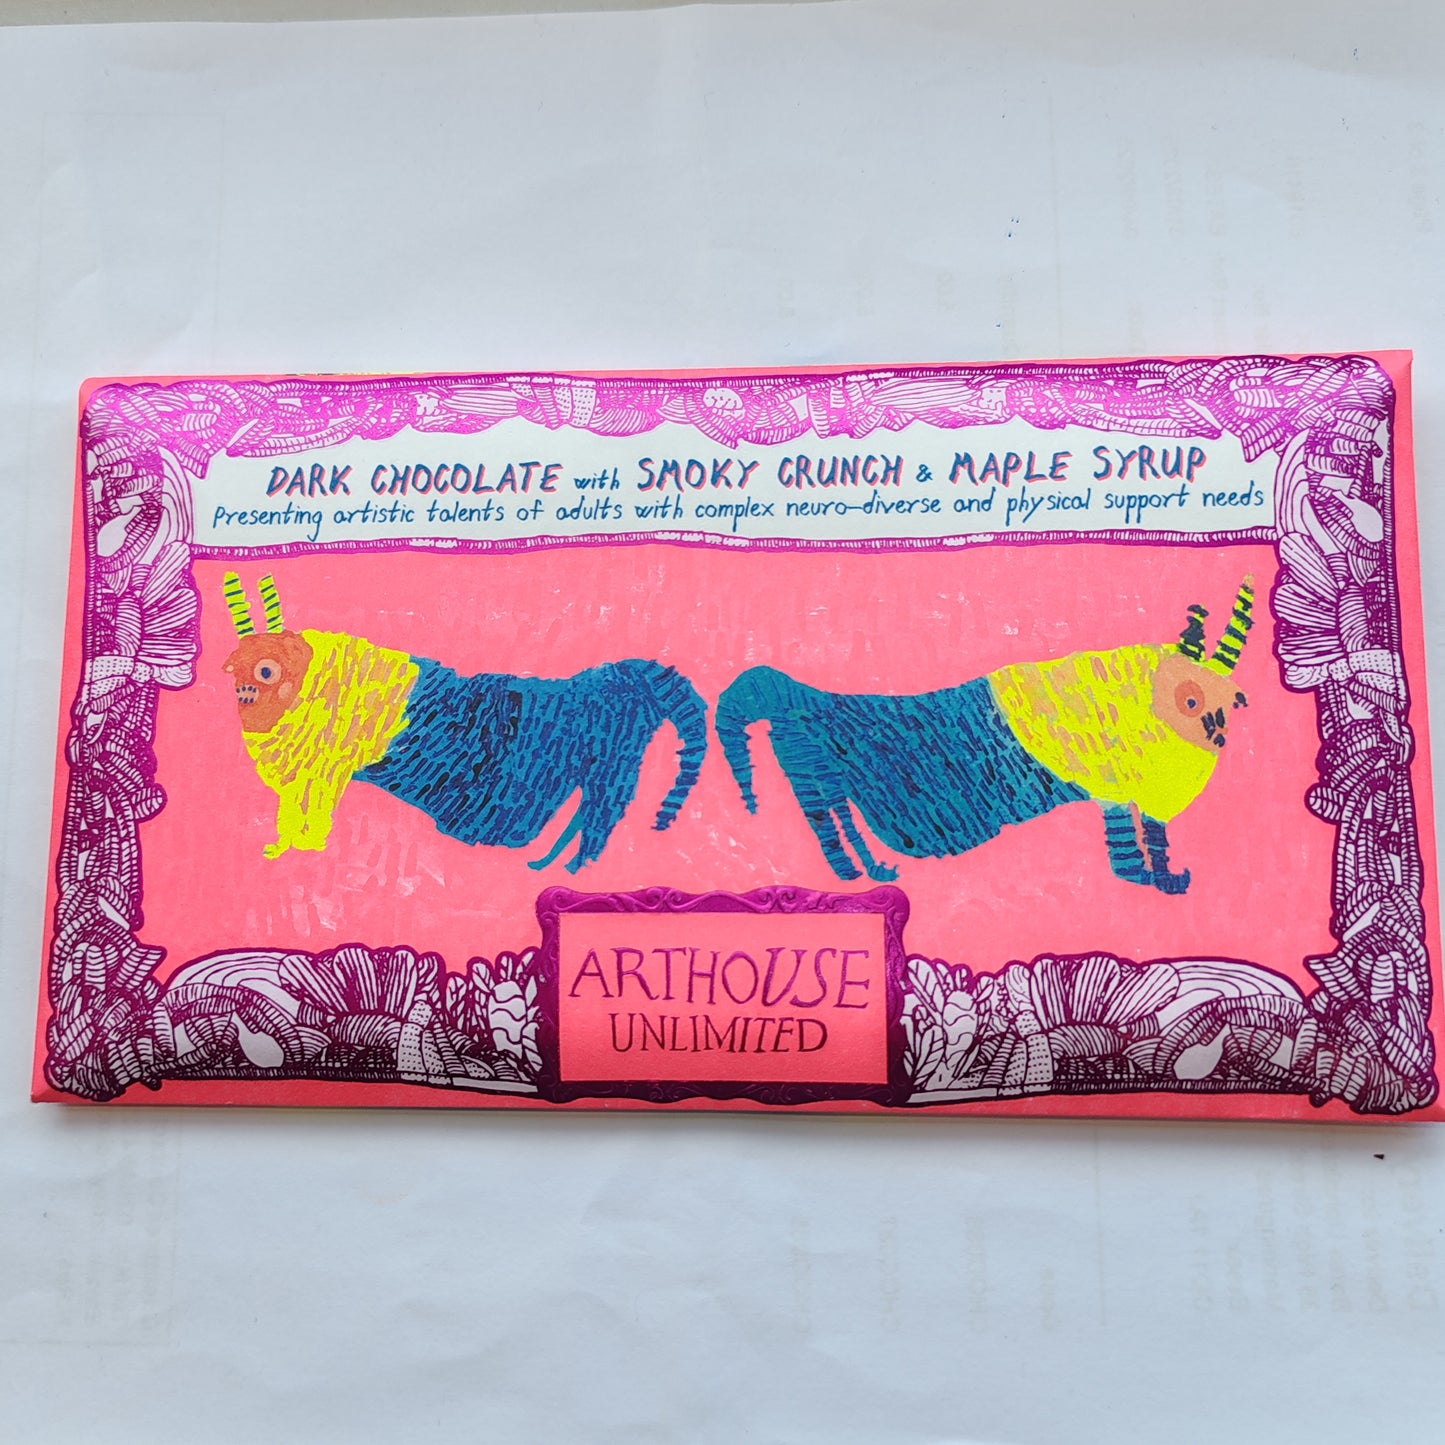 DARK CHOCOLATE with SMOKY CRUNCH & MAPLE SYRUP
Presenting artistic talents of adults with complex neuro-diverse and physical support needs
ARTHOUSE
UNLIMITED